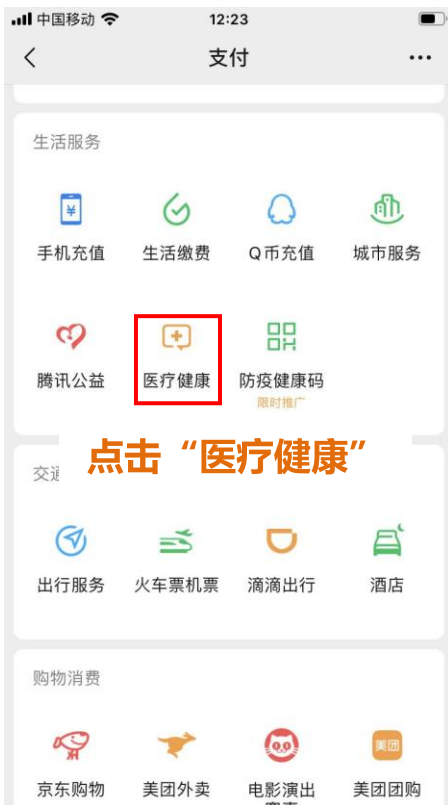 中国移动 12:23
支付
生活服务
手机充值 生活缴费 Q币充值 城市服务
腾讯公益 医疗健康 防疫健康码
限时推广
点击“医疗健康”
交通
出行服务 火车票机票 滴滴出行 酒店
购物消费
美团
京东购物 美团外卖 电影演出 美团团购